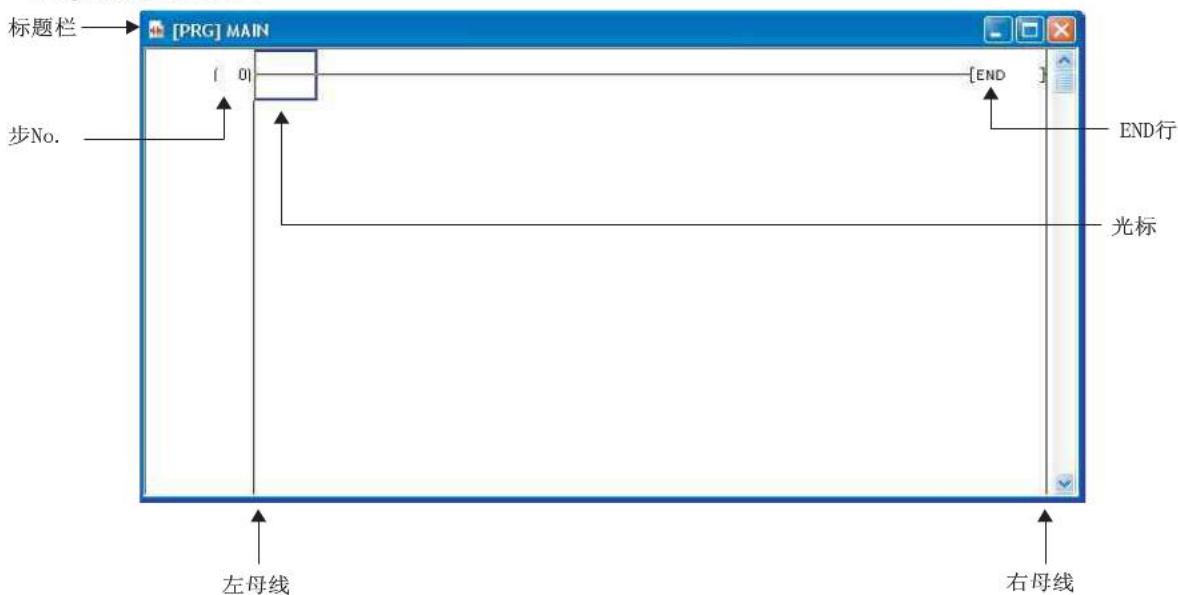 标题栏
[PRG] MAIN
( 0)
[END ]
步No.
END行
光标
左母线
右母线